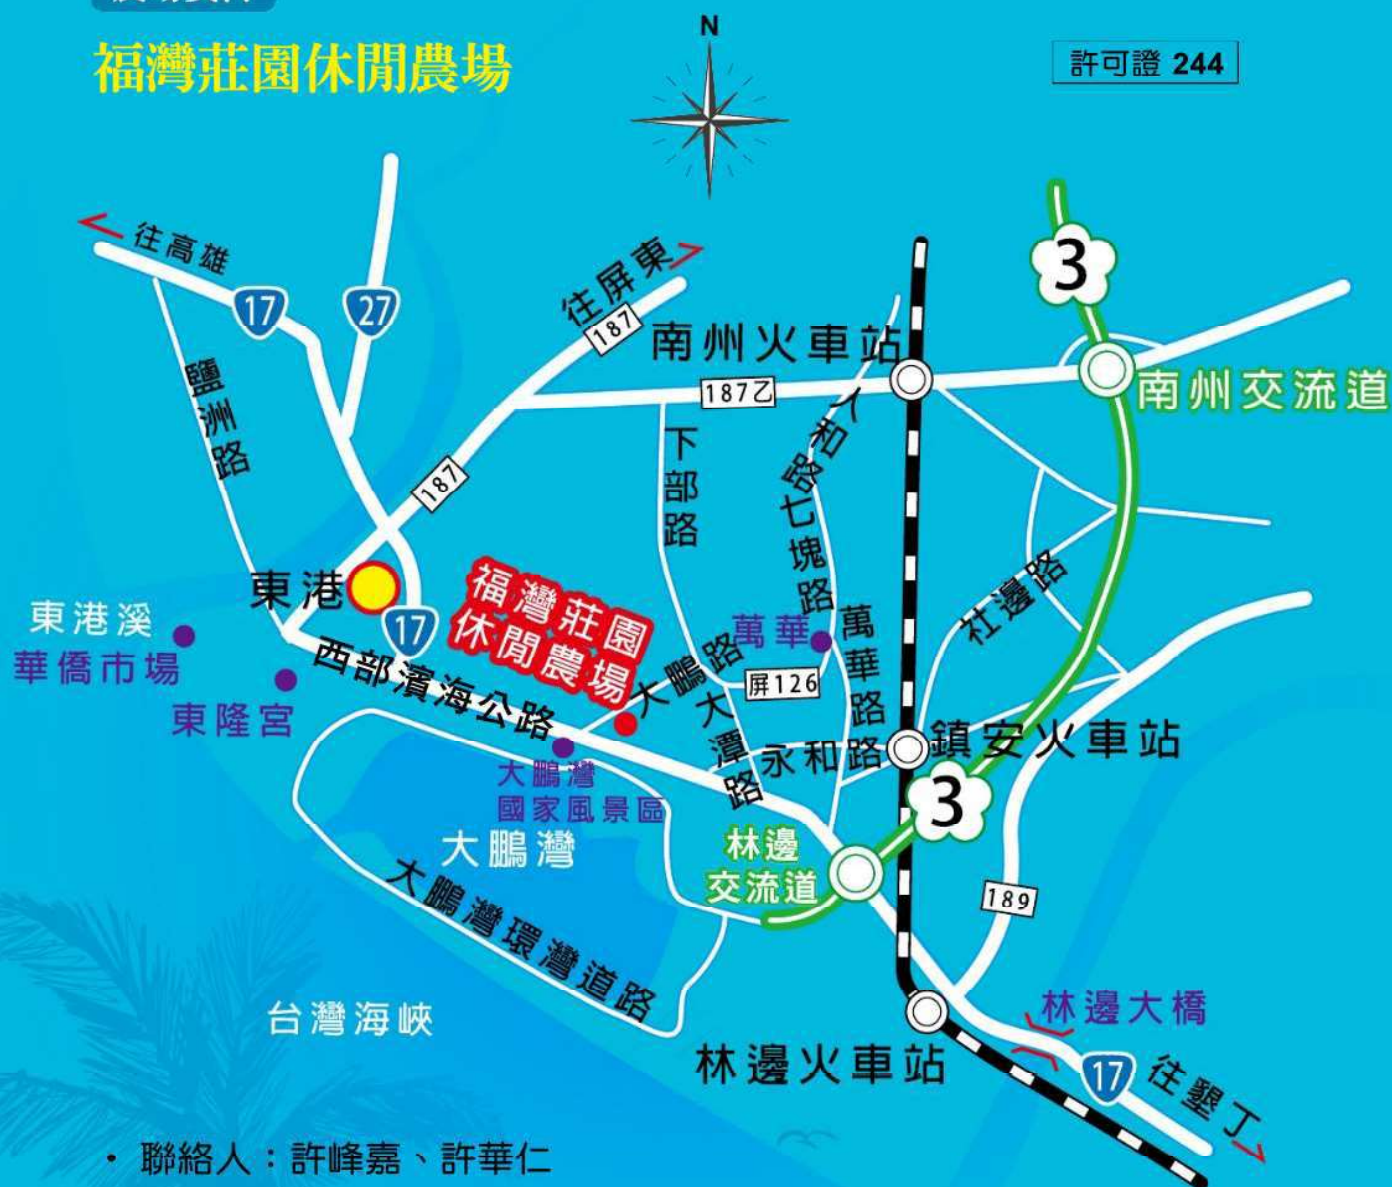 N
福灣莊園休閒農場
許可證 244
往高雄
17
27
往屏東
187
3
南州火車站
187乙
南州交流道
鹽洲路
187
下部路
人和路
七塊路
東港
17
福灣莊園
休閒農場
社邊路
東港溪
華僑市場
東隆宮
西部濱海公路
大鵬路
萬華
屏126
萬華路
大潭路
永和路
鎮安火車站
大鵬灣
國家風景區
3
大鵬灣
林邊
交流道
189
大鵬灣環灣道路
台灣海峽
林邊大橋
林邊火車站
17
往墾丁
• 聯絡人：許峰嘉、許華仁